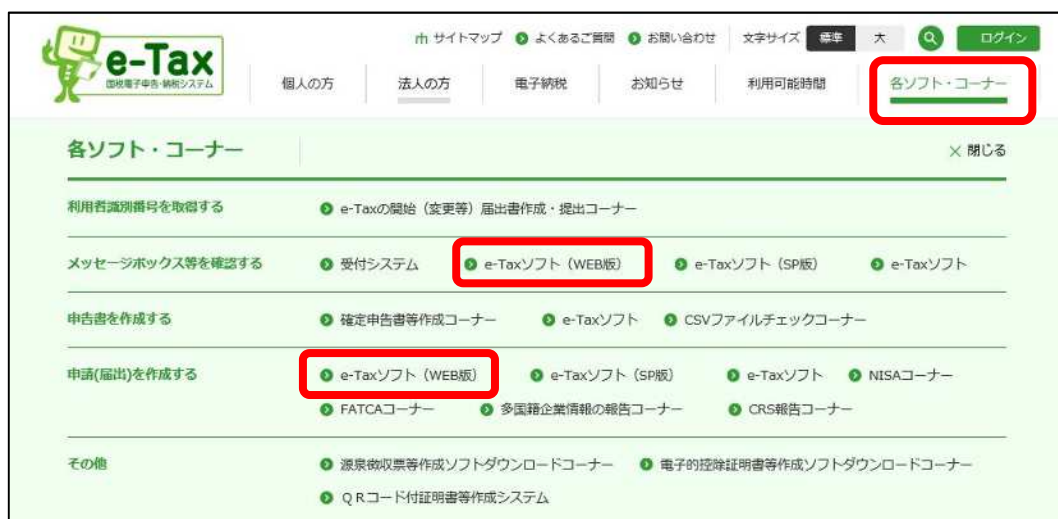 サイトマップ よくあるご質問 お問い合わせ 文字サイズ 標準 大 ログイン
e-Tax
国税電子申告・納税システム
個人の方 法人の方 電子納税 お知らせ 利用可能時間 各ソフト・コーナー
各ソフト・コーナー × 閉じる
利用者識別番号を取得する e-Taxの開始（変更等）届出書作成・提出コーナー
メッセージボックス等を確認する 受付システム e-Taxソフト（WEB版） e-Taxソフト（SP版） e-Taxソフト
申告書を作成する 確定申告書等作成コーナー e-Taxソフト CSVファイルチェックコーナー
申請(届出)を作成する e-Taxソフト（WEB版） e-Taxソフト（SP版） e-Taxソフト NISAコーナー
FATCAコーナー 多国籍企業情報の報告コーナー CRS報告コーナー
その他 源泉徴収票等作成ソフトダウンロードコーナー 電子的控除証明書等作成ソフトダウンロードコーナー
ＱＲコード付証明書等作成システム